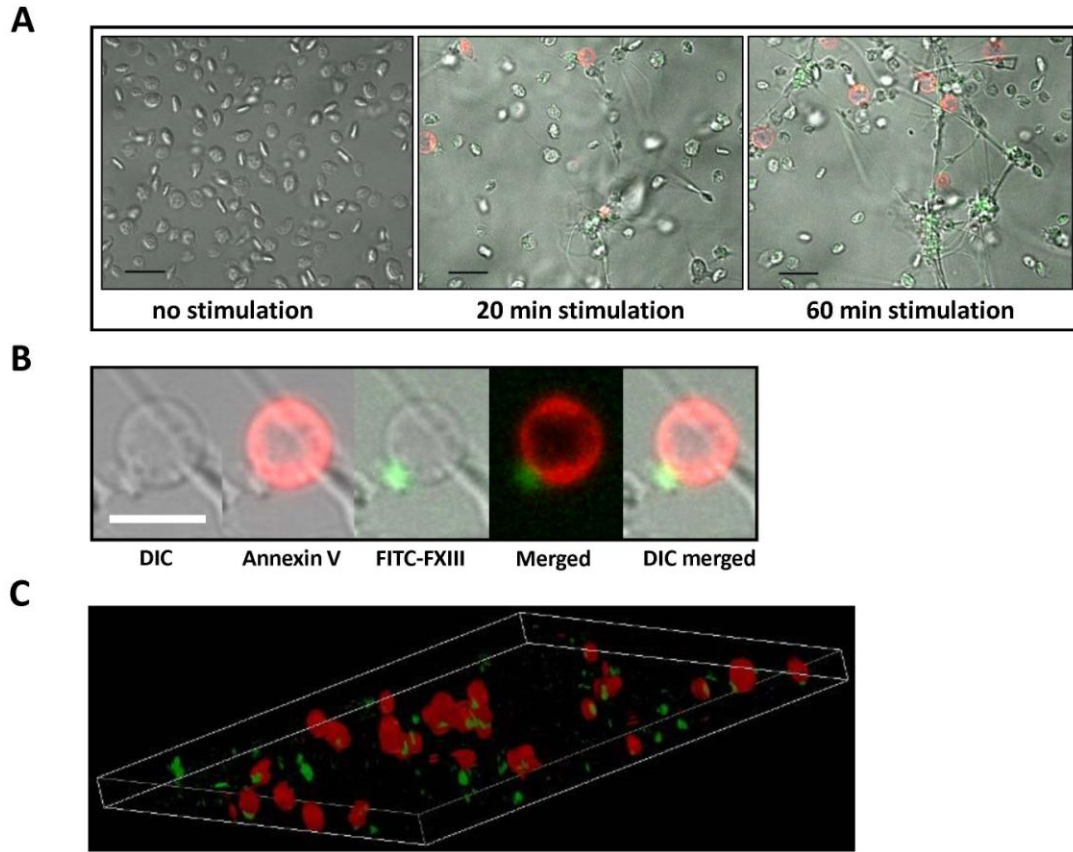 A
no stimulation
20 min stimulation
60 min stimulation
B
DIC
Annexin V
FITC-FXIII
Merged
DIC merged
C